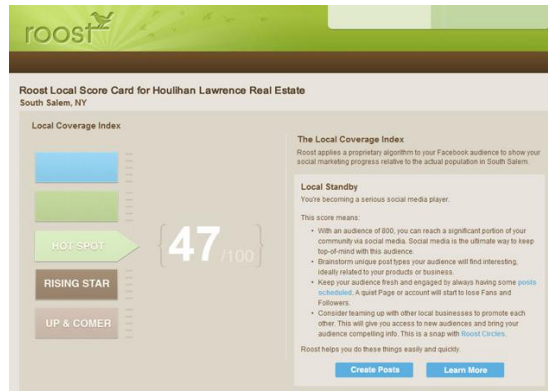 roost
Roost Local Score Card for Houlihan Lawrence Real Estate
South Salem, NY
Local Coverage Index
HOT SPOT
RISING STAR
UP & COMER
47/100
The Local Coverage Index
Roost applies a proprietary algorithm to your Facebook audience to show your
social marketing progress relative to the actual population in South Salem.
Local Standby
You're becoming a serious social media player.
This score means:
• With an audience of 800, you can reach a significant portion of your
community via social media. Social media is the ultimate way to keep
top-of-mind with this audience.
• Brainstorm unique post types your audience will find interesting,
ideally related to your products or business.
• Keep your audience fresh and engaged by always having some posts
scheduled. A quiet Page or account will start to lose Fans and
Followers.
• Consider teaming up with other local businesses to promote each
other. This will give you access to new audiences and bring your
audience compelling info. This is a snap with Roost Circles.
Roost helps you do these things easily and quickly.
Create Posts
Learn More